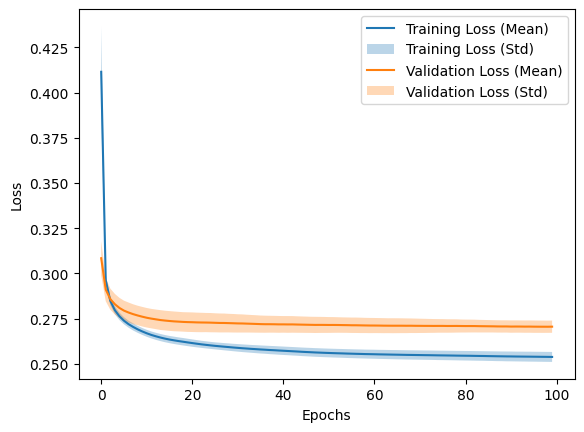 Training Loss (Mean)
Training Loss (Std)
Validation Loss (Mean)
Validation Loss (Std)
0.425
0.400
0.375
0.350
0.325
0.300
0.275
0.250
Loss
0 20 40 60 80 100
Epochs